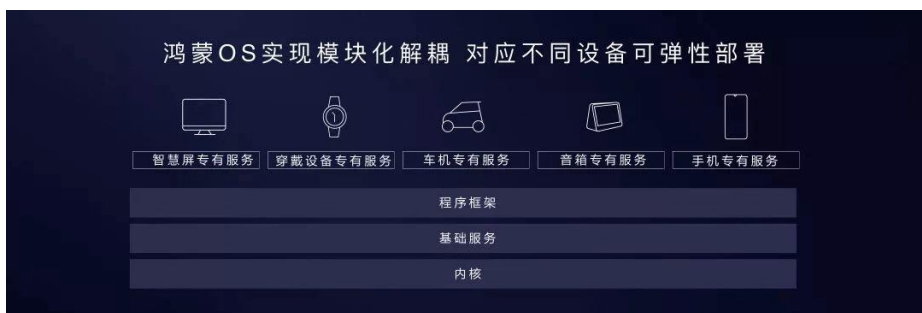 鸿蒙OS实现模块化解耦 对应不同设备可弹性部署
智慧屏专有服务 穿戴设备专有服务 车机专有服务 音箱专有服务 手机专有服务
程序框架
基础服务
内核